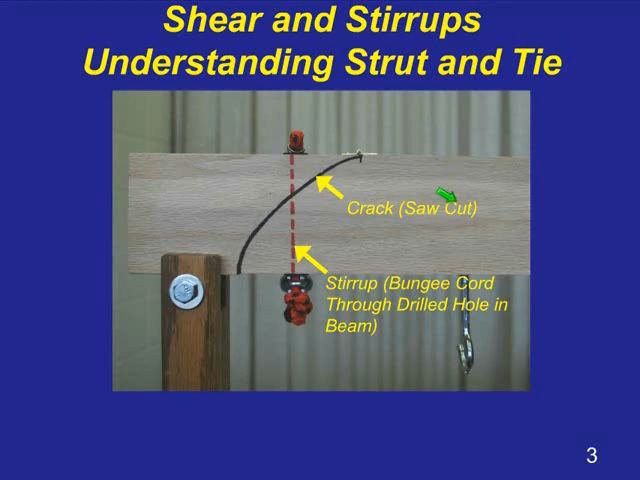 Shear and Stirrups
Understanding Strut and Tie
Crack (Saw Cut)
Stirrup (Bungee Cord
Through Drilled Hole in
Beam)
3